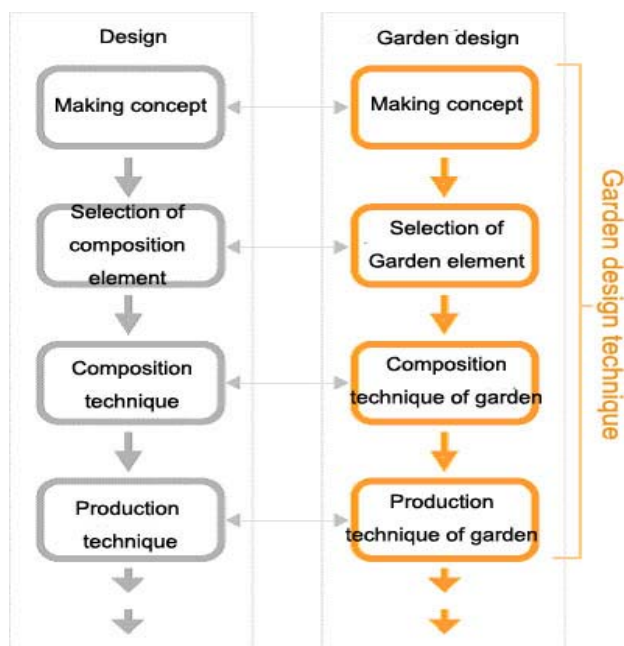 Design
Making concept
Selection of
composition
element
Composition
technique
Production
technique
Garden design
Making concept
Selection of
Garden element
Composition
technique of garden
Production
technique of garden
Garden design technique